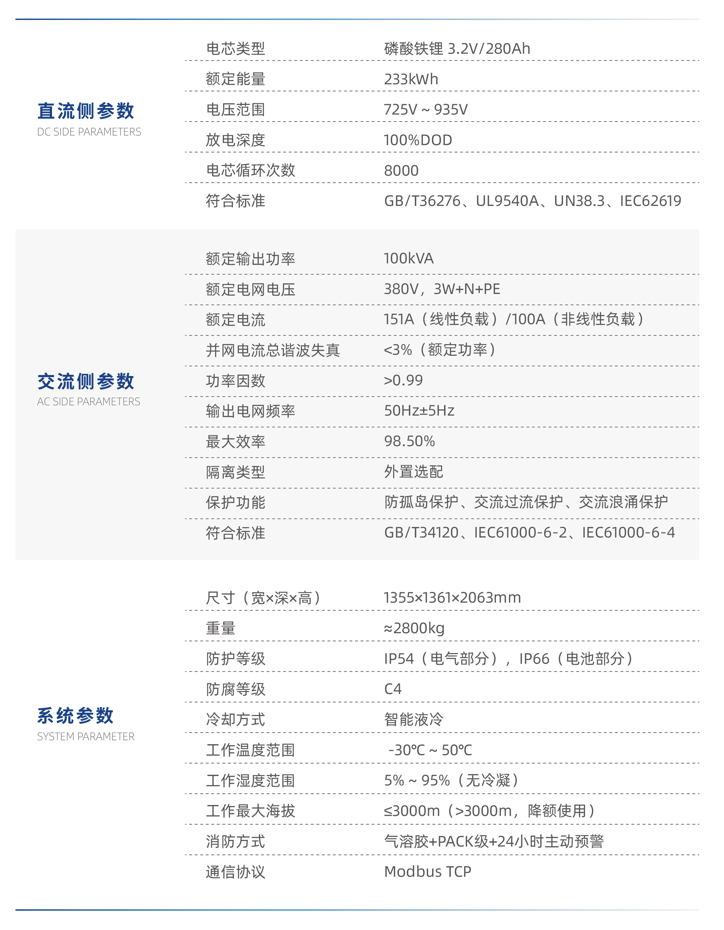 电芯类型 磷酸铁锂 3.2V/280Ah
额定能量 233kWh
电压范围 725V ~ 935V
直流侧参数
DC SIDE PARAMETERS
放电深度 100%DOD
电芯循环次数 8000
符合标准 GB/T36276、UL9540A、UN38.3、IEC62619
额定输出功率 100kVA
额定电网电压 380V，3W+N+PE
额定电流 151A（线性负载）/100A（非线性负载）
并网电流总谐波失真 <3%（额定功率）
交流侧参数
AC SIDE PARAMETERS
功率因数 >0.99
输出电网频率 50Hz±5Hz
最大效率 98.50%
隔离类型 外置选配
保护功能 防孤岛保护、交流过流保护、交流浪涌保护
符合标准 GB/T34120、IEC61000-6-2、IEC61000-6-4
尺寸（宽×深×高） 1355×1361×2063mm
重量 ≈2800kg
防护等级 IP54（电气部分），IP66（电池部分）
防腐等级 C4
系统参数
SYSTEM PARAMETER
冷却方式 智能液冷
工作温度范围 -30℃ ~ 50℃
工作湿度范围 5% ~ 95%（无冷凝）
工作最大海拔 ≤3000m（>3000m，降额使用）
消防方式 气溶胶+PACK级+24小时主动预警
通信协议 Modbus TCP